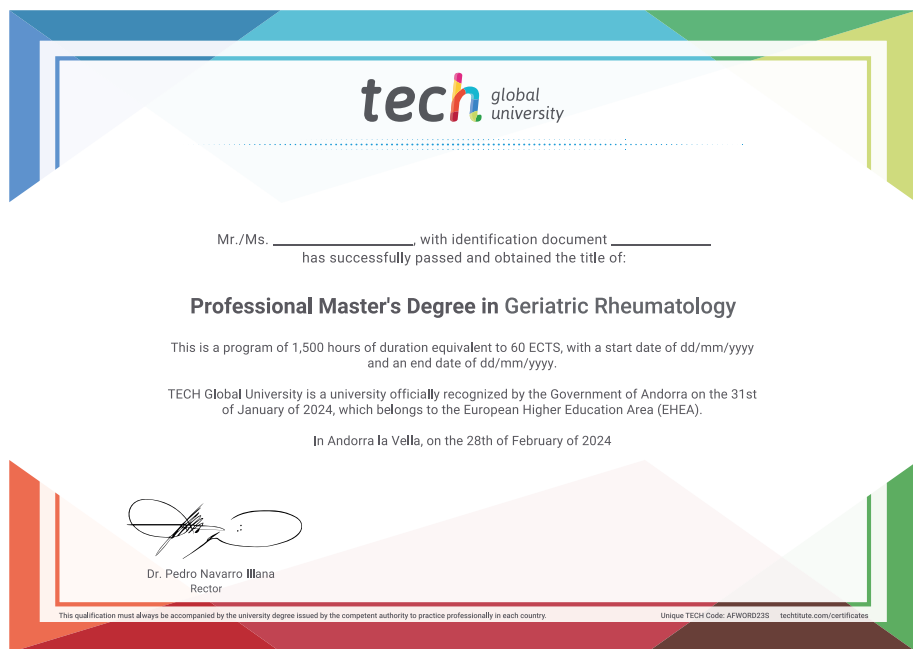 tech global
university
Mr./Ms. ____________, with identification document ____________
has successfully passed and obtained the title of:
Professional Master's Degree in Geriatric Rheumatology
This is a program of 1,500 hours of duration equivalent to 60 ECTS, with a start date of dd/mm/yyyy
and an end date of dd/mm/yyyy.
TECH Global University is a university officially recognized by the Government of Andorra on the 31st
of January of 2024, which belongs to the European Higher Education Area (EHEA).
In Andorra la Vella, on the 28th of February of 2024
Dr. Pedro Navarro Illana
Rector
This qualification must always be accompanied by the university degree issued by the competent authority to practice professionally in each country.
Unique TECH Code: AFWORD23S techtitute.com/certificates